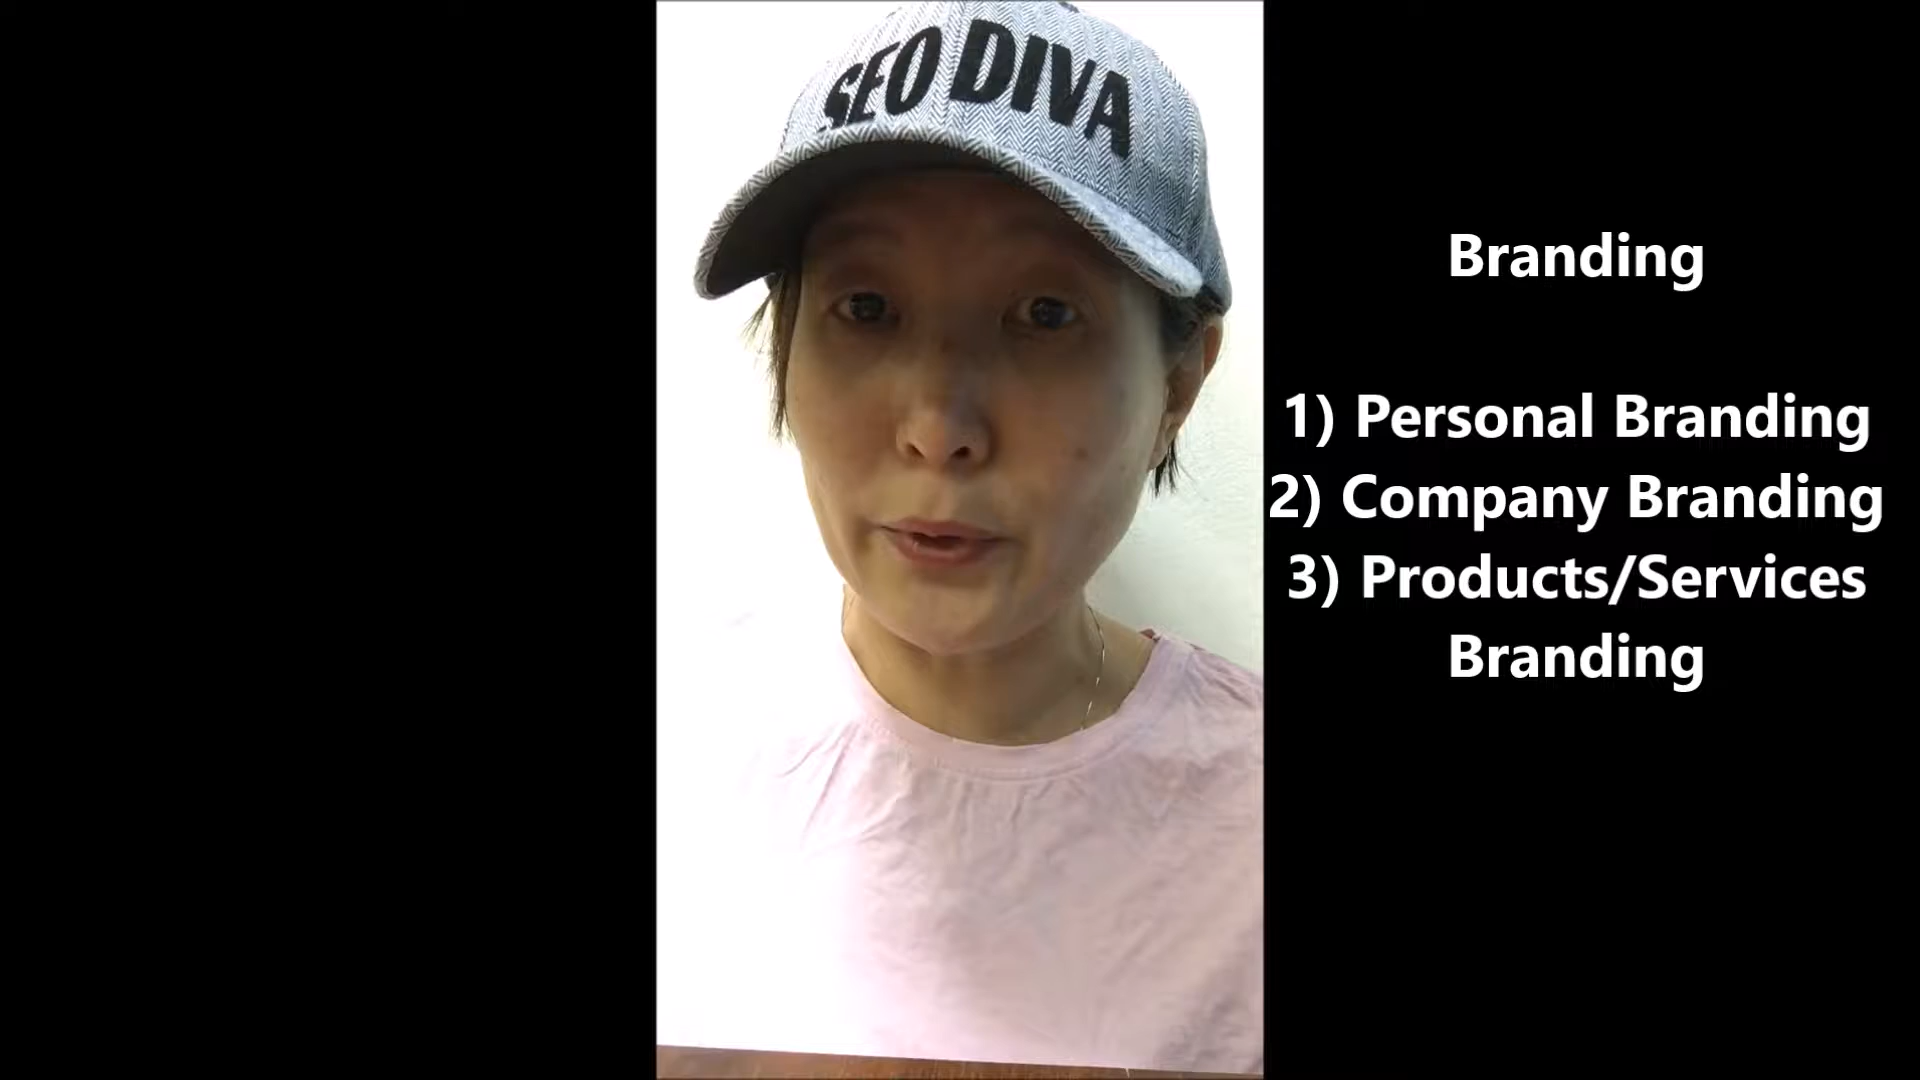 SEO DIVA
Branding
1) Personal Branding
2) Company Branding
3) Products/Services
Branding